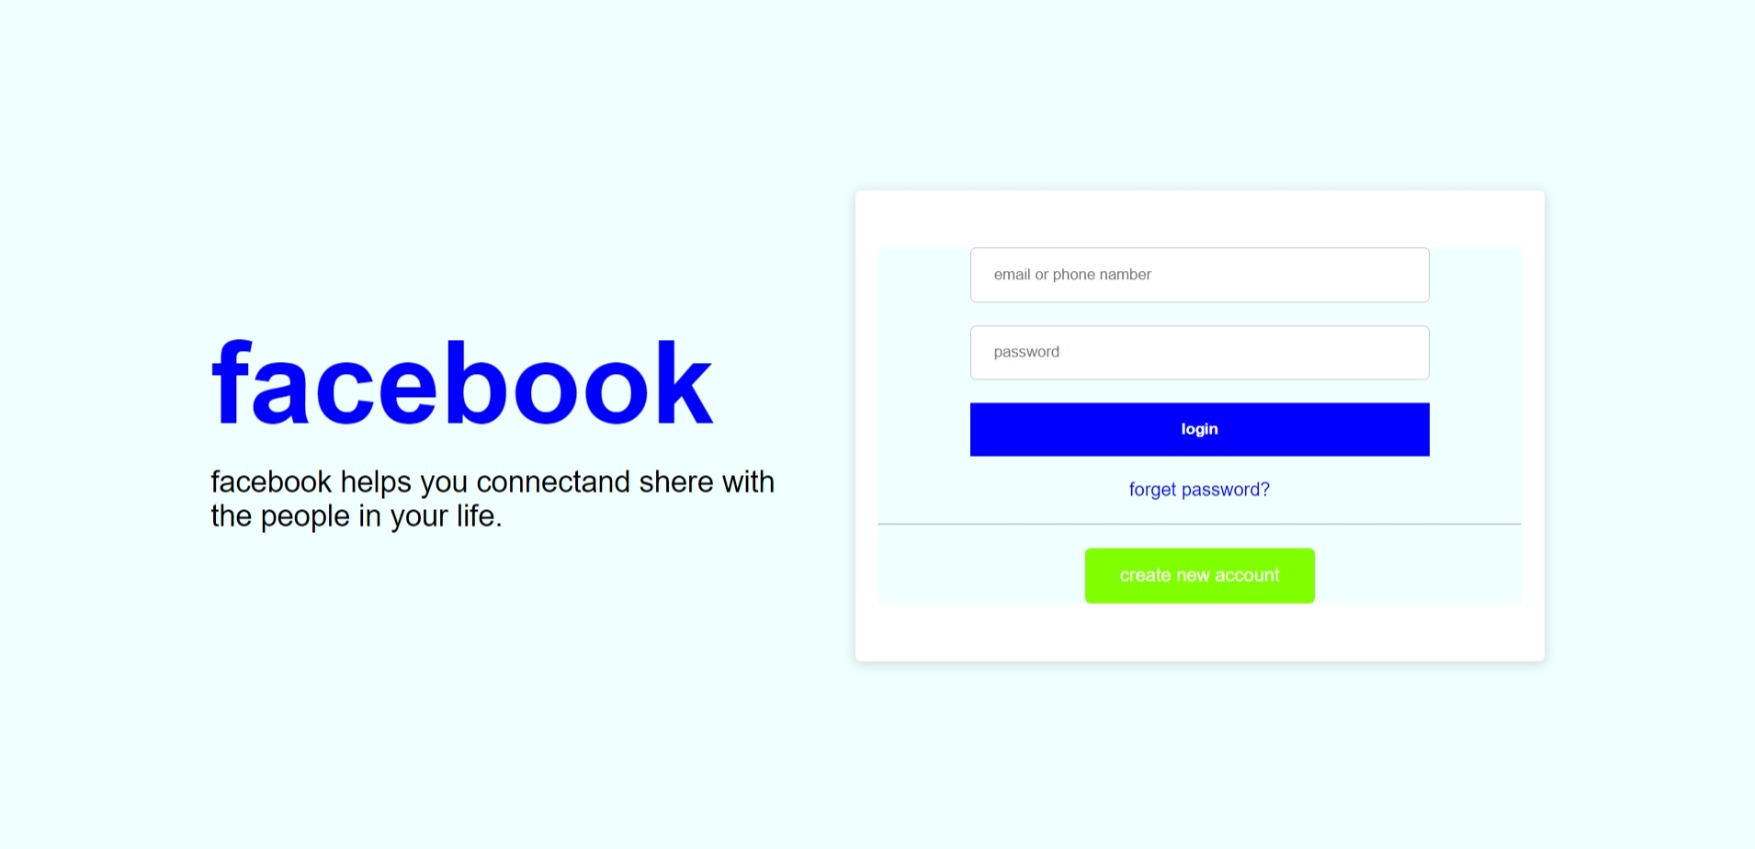 facebook
facebook helps you connectand shere with
the people in your life.
email or phone namber
password
login
forget password?
create new account